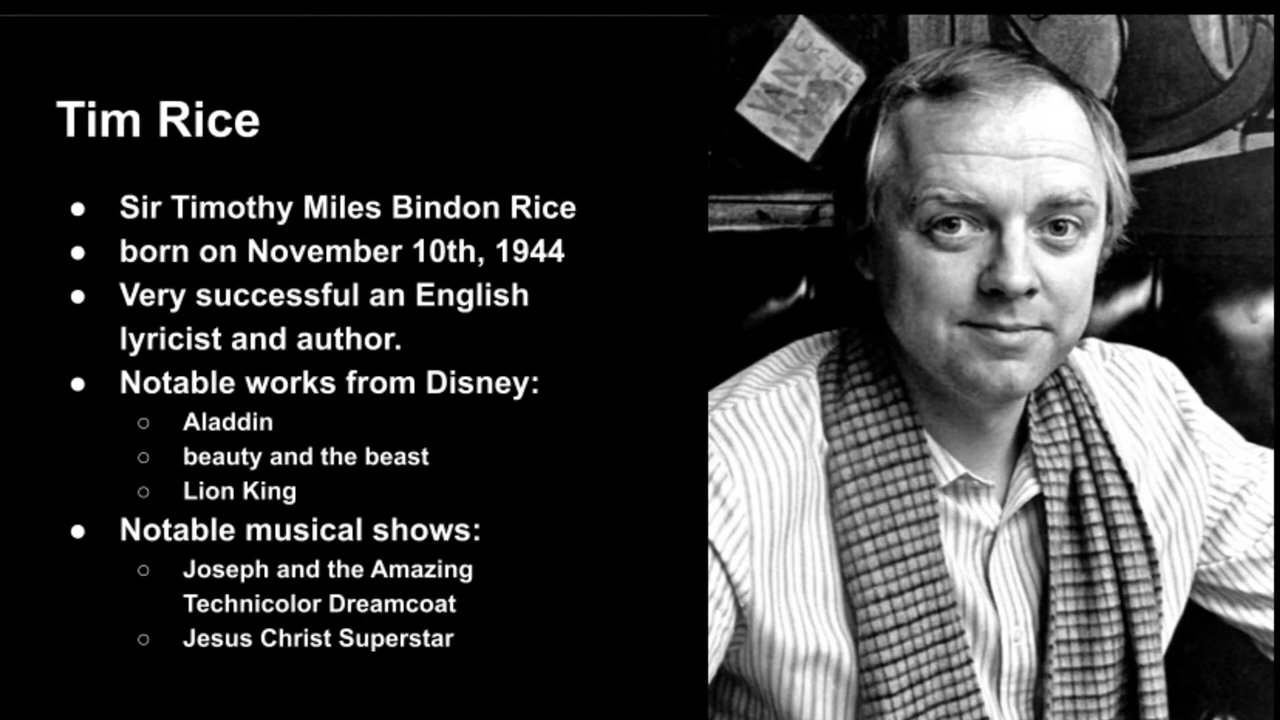 Tim Rice
● Sir Timothy Miles Bindon Rice
● born on November 10th, 1944
● Very successful an English
lyricist and author.
● Notable works from Disney:
○ Aladdin
○ beauty and the beast
○ Lion King
● Notable musical shows:
○ Joseph and the Amazing
Technicolor Dreamcoat
○ Jesus Christ Superstar